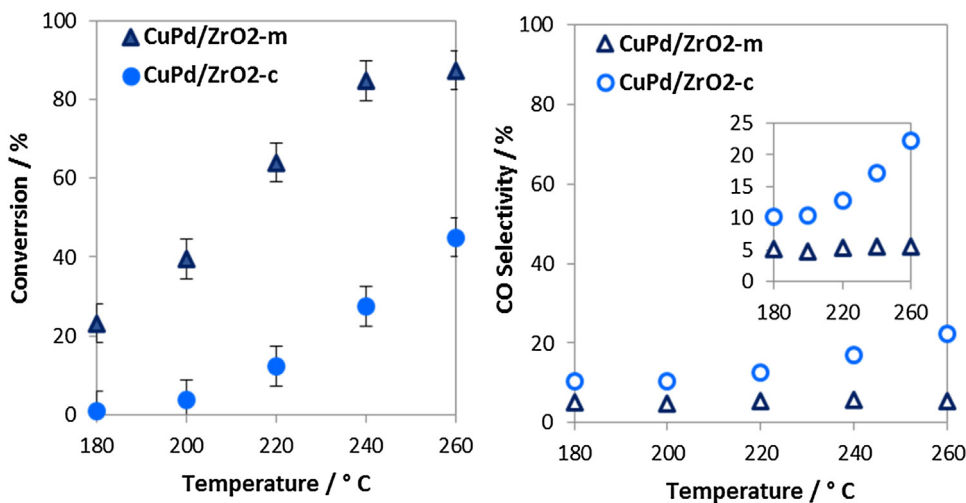 100
80
60
40
20
0
Converrsion / %
CuPd/ZrO2-m
CuPd/ZrO2-c
180 200 220 240 260
Temperature / ° C
100
80
60
40
20
0
CO Selectivity / %
CuPd/ZrO2-m
CuPd/ZrO2-c
25
20
15
10
5
0
180 220 260
180 200 220 240 260
Temperature / ° C